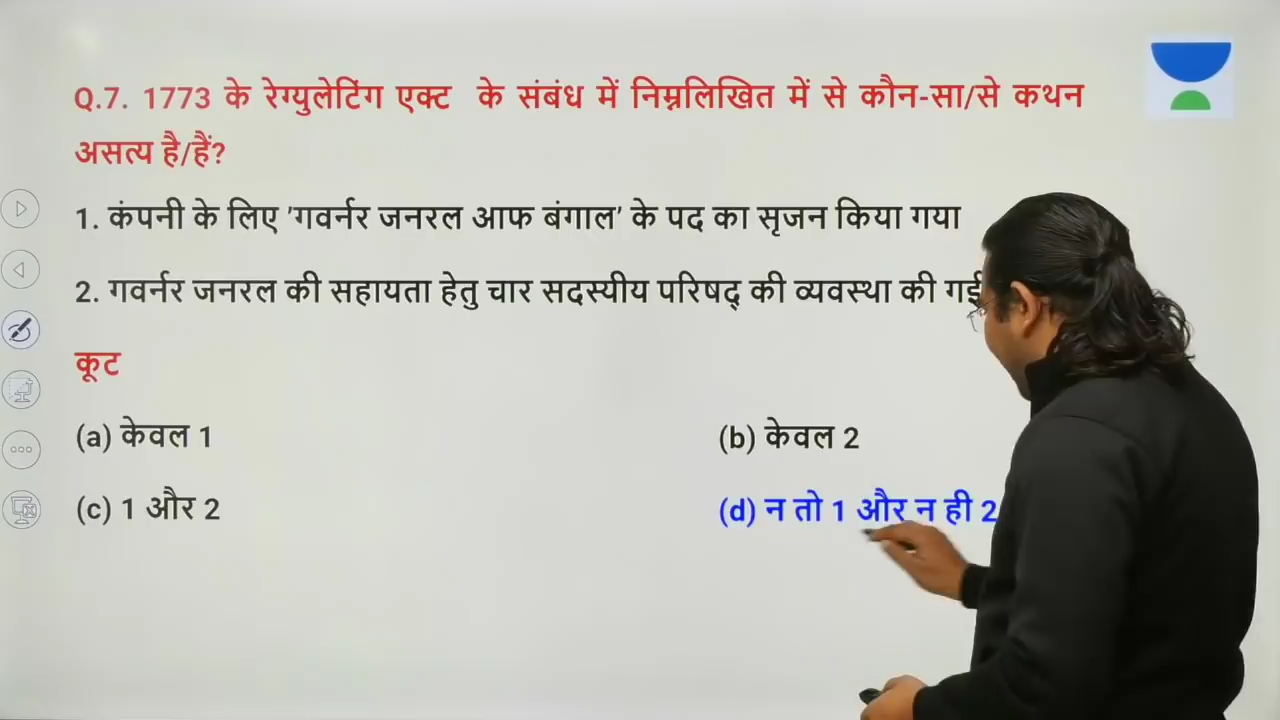 Q.7. 1773 के रेग्युलेटिंग एक्ट के संबंध में निम्नलिखित में से कौन-सा/से कथन
असत्य है/हैं?
1. कंपनी के लिए 'गवर्नर जनरल आफ बंगाल' के पद का सृजन किया गया
2. गवर्नर जनरल की सहायता हेतु चार सदस्यीय परिषद् की व्यवस्था की गई
कूट
(a) केवल 1
(b) केवल 2
(c) 1 और 2
(d) न तो 1 और न ही 2